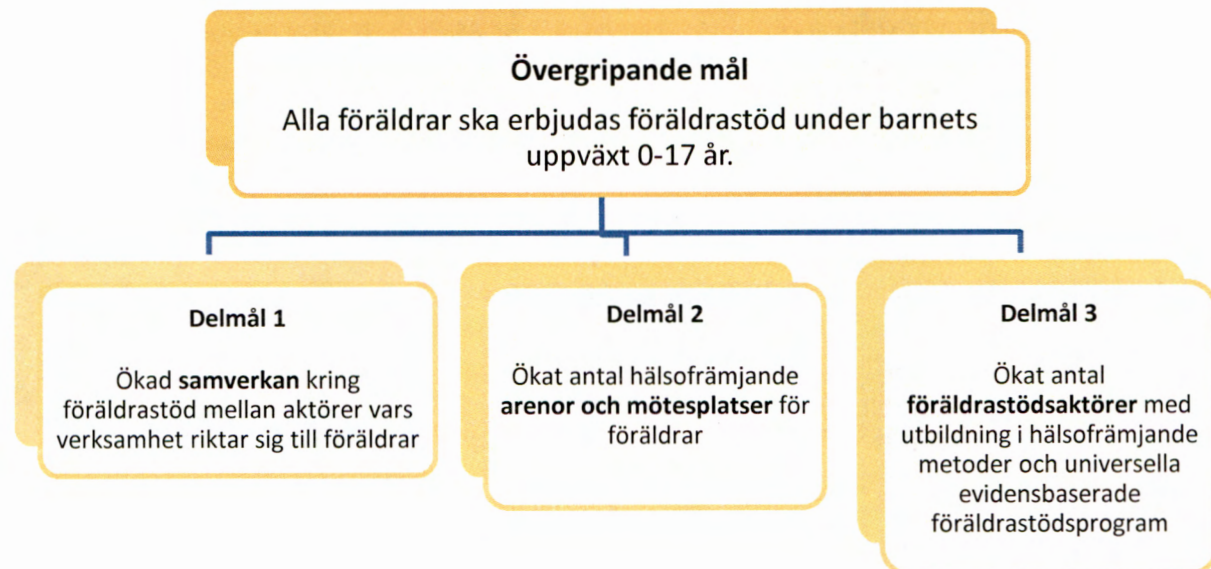 Övergripande mål
Alla föräldrar ska erbjudas föräldrastöd under barnets
uppväxt 0-17 år.
Delmål 1
Ökad samverkan kring
föräldrastöd mellan aktörer vars
verksamhet riktar sig till föräldrar
Delmål 2
Ökat antal hälsofrämjande
arenor och mötesplatser för
föräldrar
Delmål 3
Ökat antal
föräldrastödsaktörer med
utbildning i hälsofrämjande
metoder och universella
evidensbaserade
föräldrastödsprogram